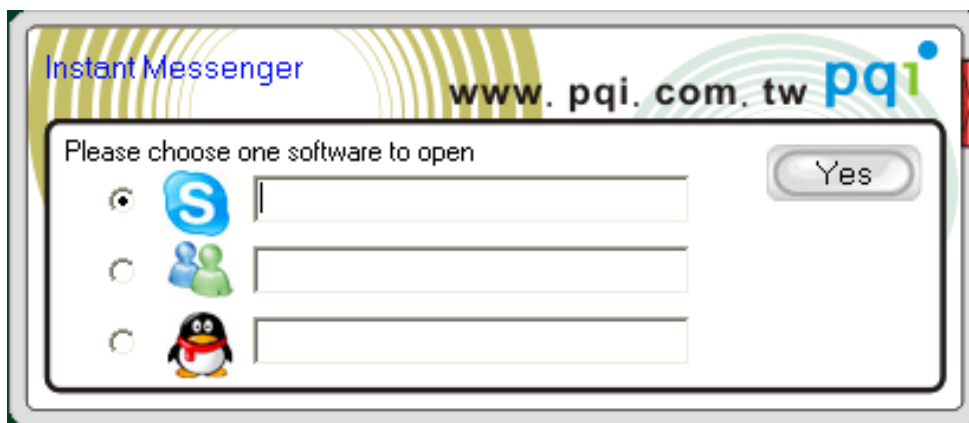 Instant Messenger
www. pqi. com. tw pqi
Please choose one software to open
Yes
S